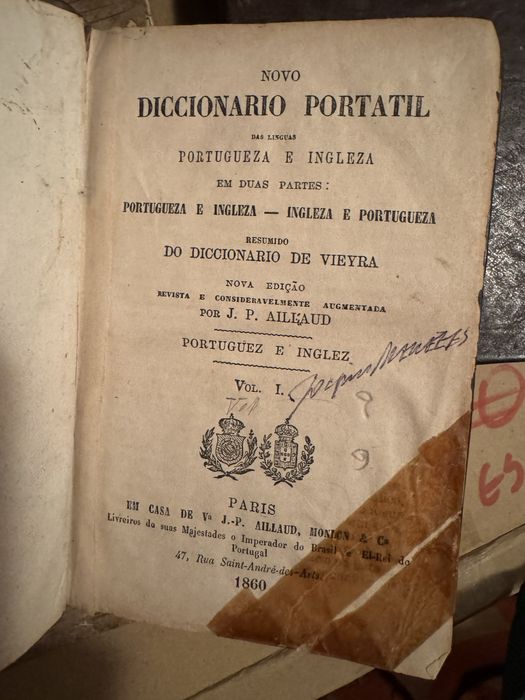 NOVO
DICCIONARIO PORTATIL
DAS LINGUAS
PORTUGUEZA E INGLEZA
EM DUAS PARTES:
PORTUGUEZA E INGLEZA — INGLEZA E PORTUGUEZA
RESUMIDO
DO DICCIONARIO DE VIEYRA
NOVA EDIÇÃO
REVISTA E CONSIDERAVELMENTE AUGMENTADA
POR J. P. AILLAUD
PORTUGUEZ E INGLEZ
VOL. I.
PARIS
EM CASA DE Vª J.-P. AILLAUD, MONLON & Cª
Livreiros da suas Majestades o Imperador do Brasil e El-Rei de
Portugal
47, Rua Saint-André-des-Arts.
1860